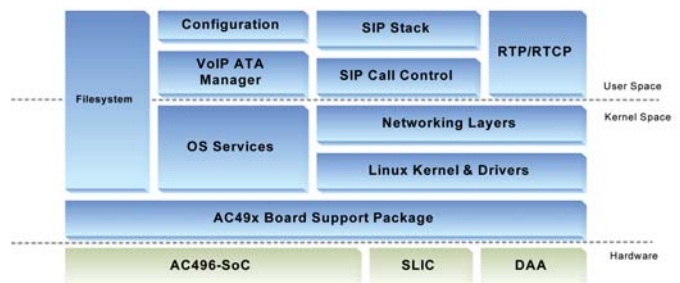 Configuration
SIP Stack
RTP/RTCP
VoIP ATA
Manager
SIP Call Control
User Space
Filesystem
Kernel Space
OS Services
Networking Layers
Linux Kernel & Drivers
AC49x Board Support Package
Hardware
AC496-SoC
SLIC
DAA